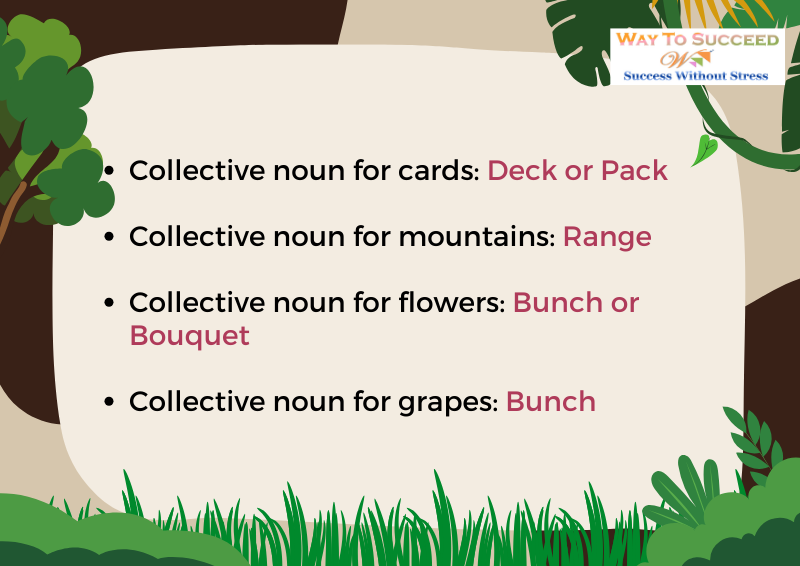 WAY TO SUCCEED
Success Without Stress
• Collective noun for cards: Deck or Pack
• Collective noun for mountains: Range
• Collective noun for flowers: Bunch or
Bouquet
• Collective noun for grapes: Bunch